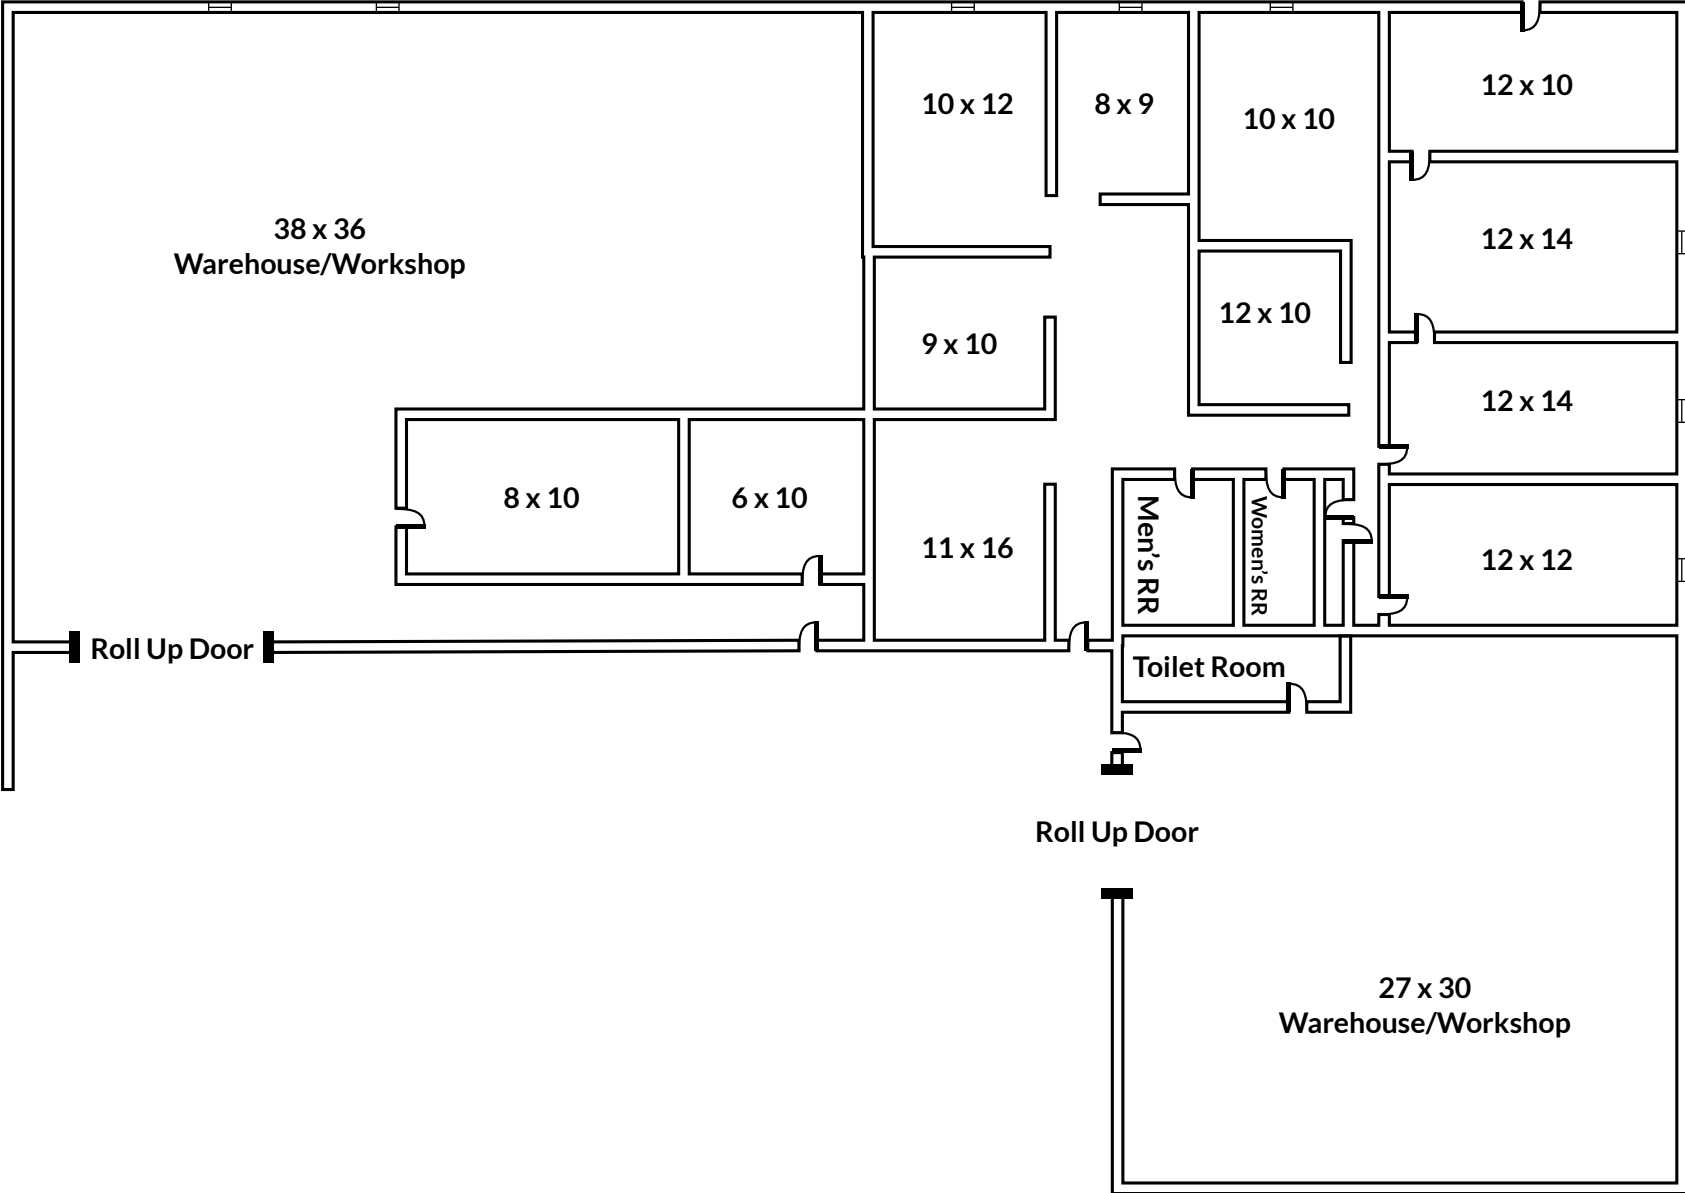 10 x 12
8 x 9
10 x 10
12 x 10
38 x 36
Warehouse/Workshop
12 x 14
9 x 10
12 x 10
12 x 14
8 x 10
6 x 10
11 x 16
Men's RR
Women's RR
12 x 12
Roll Up Door
Toilet Room
Roll Up Door
27 x 30
Warehouse/Workshop